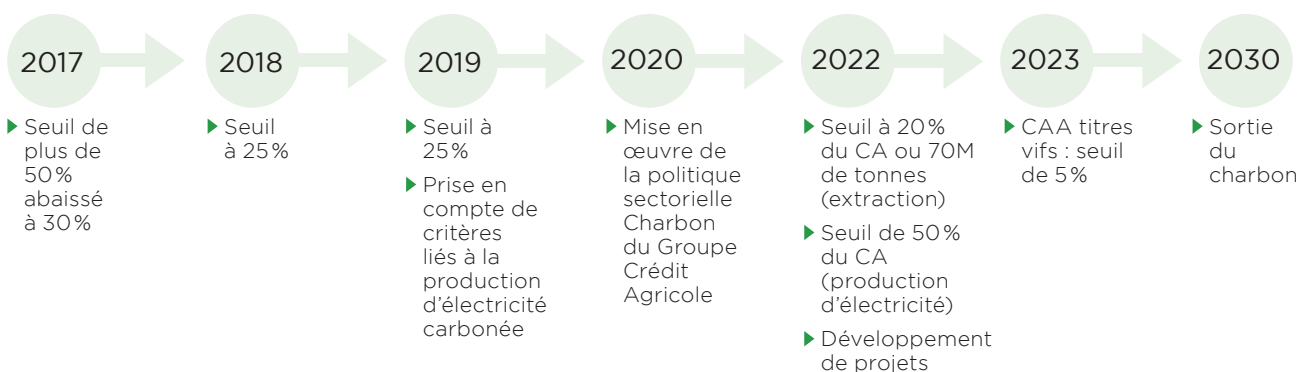 2017
Seuil de
plus de
50%
abaissé
à 30%
2018
Seuil
à 25%
2019
Seuil à
25%
Prise en
compte de
critères
liés à la
production
d’électricité
carbonée
2020
Mise en
œuvre de
la politique
sectorielle
Charbon
du Groupe
Crédit
Agricole
2022
Seuil à 20%
du CA ou 70M
de tonnes
(extraction)
Seuil de 50%
du CA
(production
d’électricité)
Développement
de projets
2023
CAA titres
vifs : seuil
de 5%
2030
Sortie
du
charbon